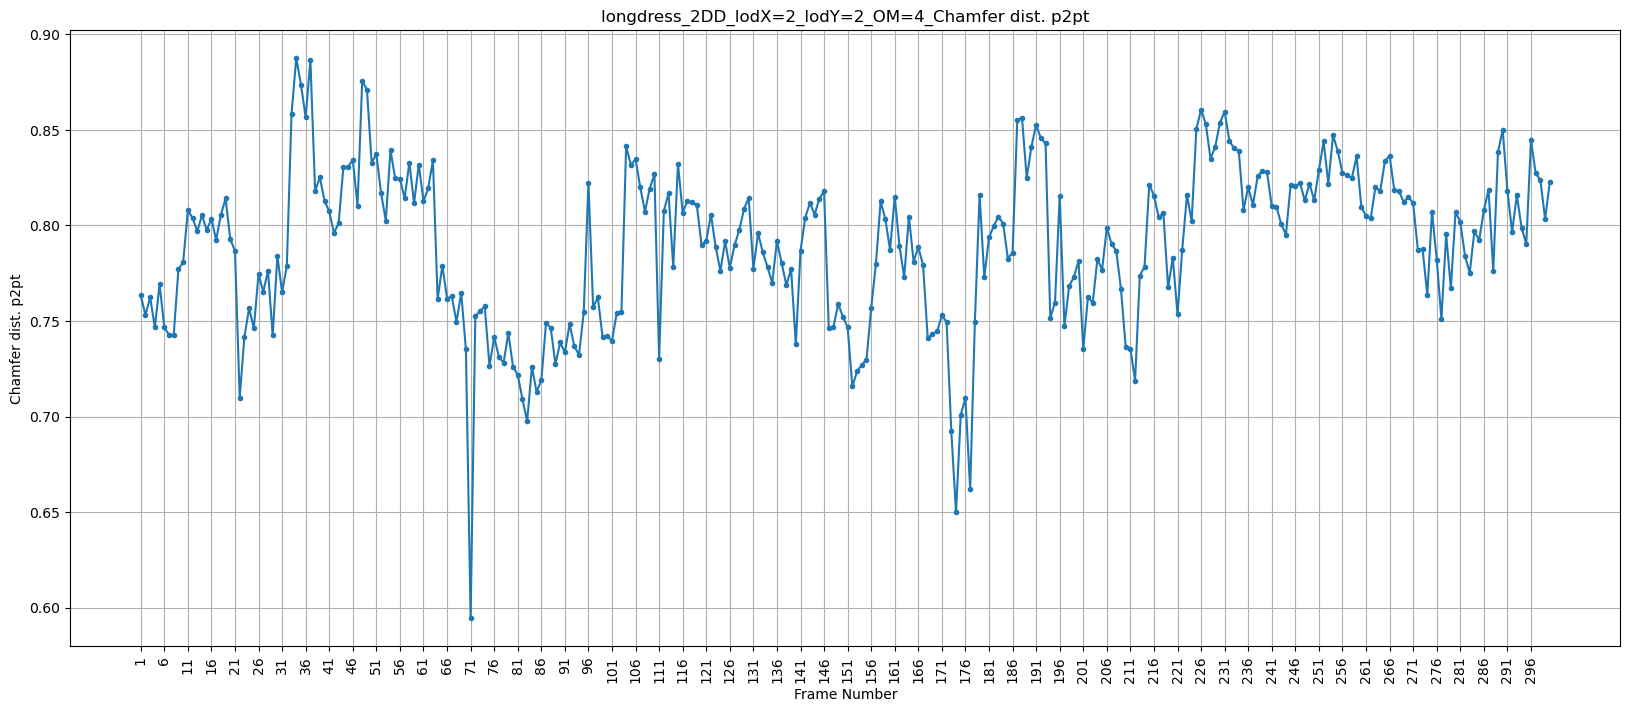 longdress_2DD_lodX=2_lodY=2_OM=4_Chamfer dist. p2pt
Chamfer dist. p2pt
0.90
0.85
0.80
0.75
0.70
0.65
0.60
1 6 11 16 21 26 31 36 41 46 51 56 61 66 71 76 81 86 91 96 101 106 111 116 121 126 131 136 141 146 151 156 161 166 171 176 181 186 191 196 201 206 211 216 221 226 231 236 241 246 251 256 261 266 271 276 281 286 291 296
Frame Number